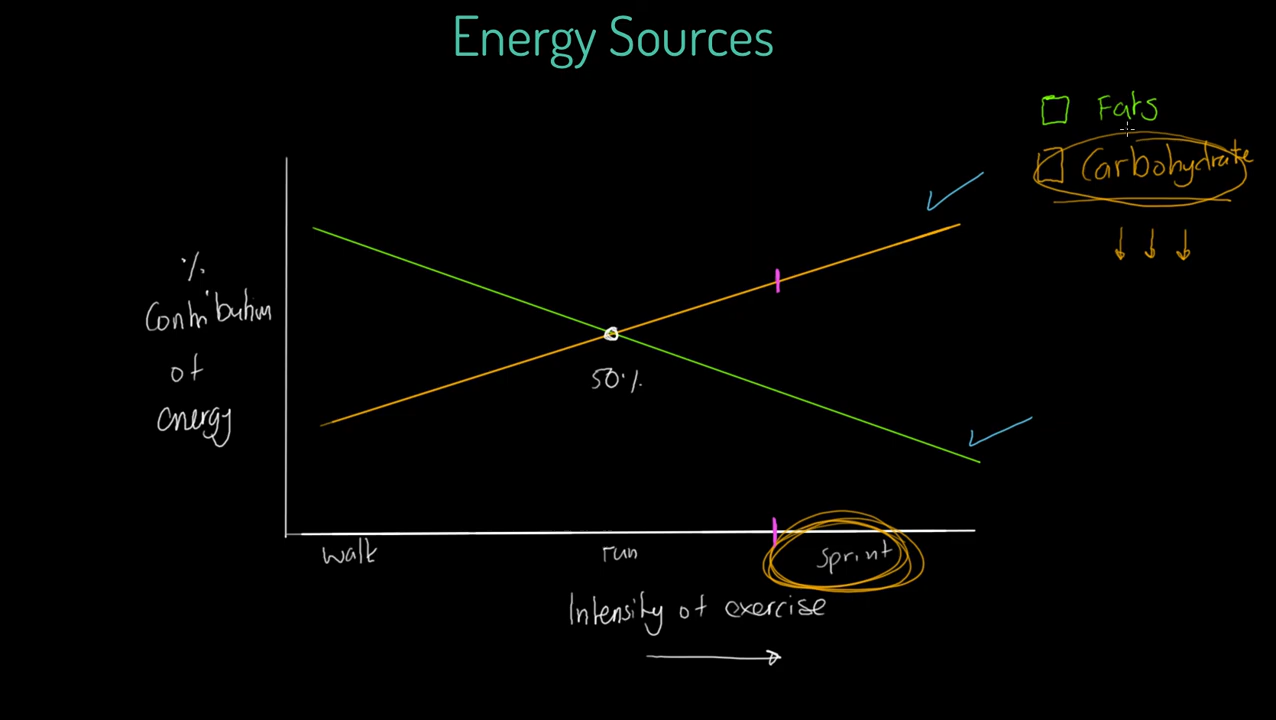 Energy Sources
Fats
Carbohydrate
%
Contribution
of
energy
50%
walk run sprint
Intensity of exercise